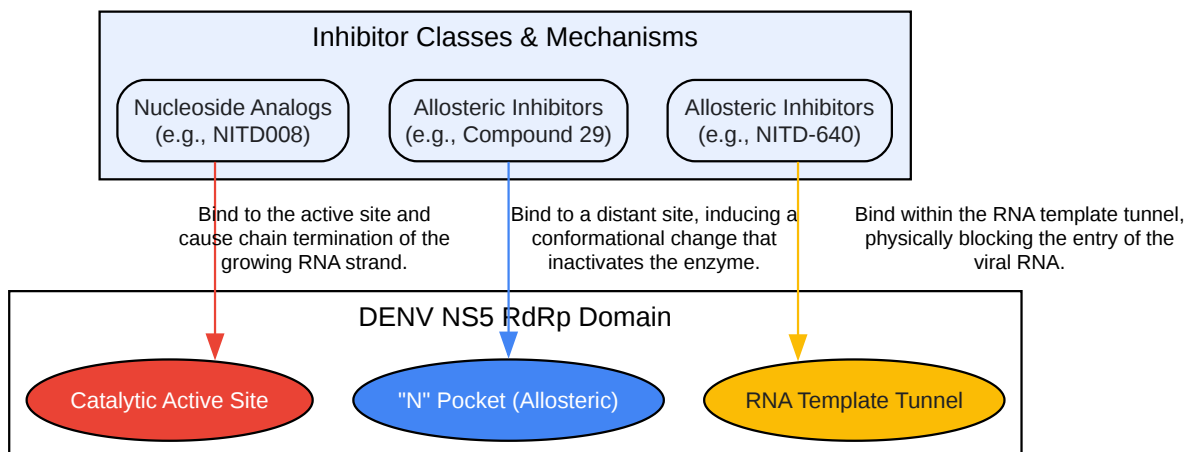 Inhibitor Classes & Mechanisms
Nucleoside Analogs
(e.g., NITD008)
Allosteric Inhibitors
(e.g., Compound 29)
Allosteric Inhibitors
(e.g., NITD-640)
Bind to the active site and
cause chain termination of the
growing RNA strand.
Bind to a distant site, inducing a
conformational change that
inactivates the enzyme.
Bind within the RNA template tunnel,
physically blocking the entry of the
viral RNA.
DENV NS5 RdRp Domain
Catalytic Active Site
"N" Pocket (Allosteric)
RNA Template Tunnel